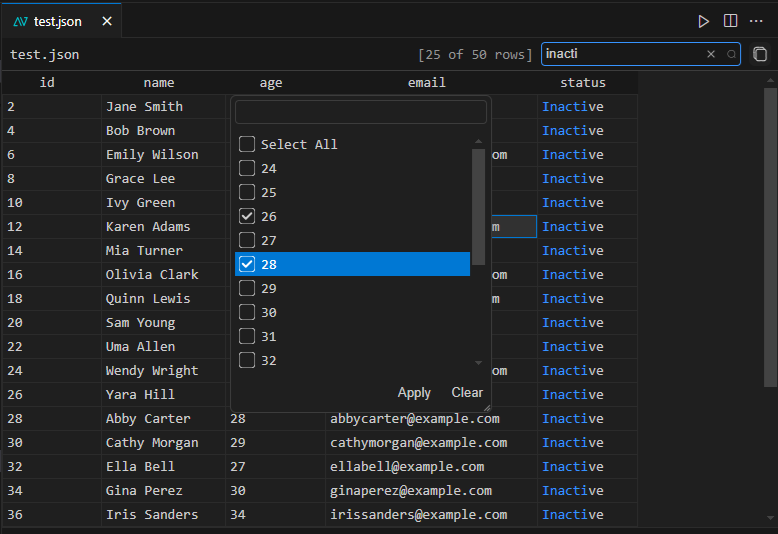 test.json
test.json [25 of 50 rows] inacti
id name age email status
2 Jane Smith Inactive
4 Bob Brown Inactive
6 Emily Wilson om Inactive
8 Grace Lee Inactive
10 Ivy Green Inactive
12 Karen Adams m Inactive
14 Mia Turner Inactive
16 Olivia Clark om Inactive
18 Quinn Lewis m Inactive
20 Sam Young Inactive
22 Uma Allen Inactive
24 Wendy Wright om Inactive
26 Yara Hill Inactive
28 Abby Carter 28 abbycarter@example.com Inactive
30 Cathy Morgan 29 cathymorgan@example.com Inactive
32 Ella Bell 27 ellabell@example.com Inactive
34 Gina Perez 30 ginaperez@example.com Inactive
36 Iris Sanders 34 irissanders@example.com Inactive
Select All
24
25
26
27
28
29
30
31
32
Apply Clear